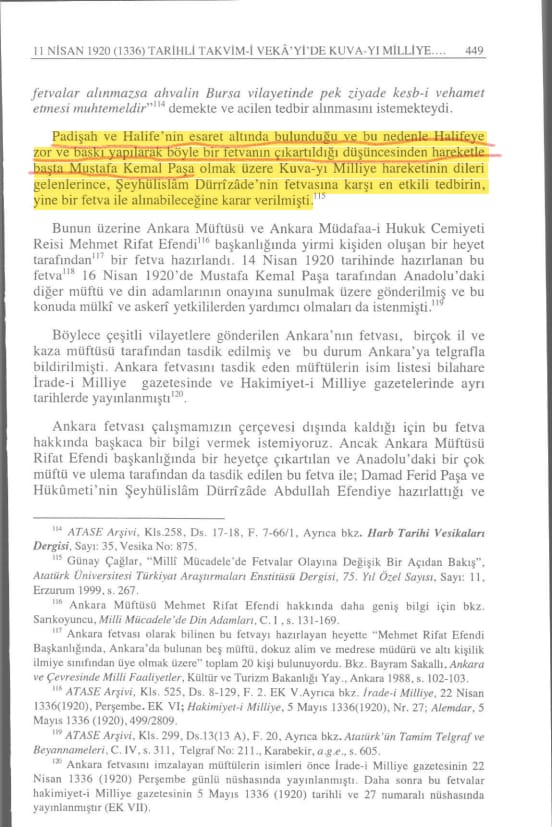 11 NİSAN 1920 (1336) TARİHLİ TAKVİM-İ VEKÂ'Yİ'DE KUVA-YI MİLLİYE.... 449
fetvalar alınmazsa ahvalin Bursa vilayetinde pek ziyade kesb-i vehamet
etmesi muhtemeldir"114 demekte ve acilen tedbir alınmasını istemekteydi.
Padişah ve Halife'nin esaret altında bulunduğu ve bu nedenle Halifeye
zor ve baskı yapılarak böyle bir fetvanın çıkartıldığı düşüncesinden hareketle
başta Mustafa Kemal Paşa olmak üzere Kuva-yı Milliye hareketinin dileri
gelenlerince, Şeyhülislâm Dürrîzâde'nin fetvasına karşı en etkili tedbirin,
yine bir fetva ile alınabileceğine karar verilmişti.115
Bunun üzerine Ankara Müftüsü ve Ankara Müdafaa-i Hukuk Cemiyeti
Reisi Mehmet Rifat Efendi116 başkanlığında yirmi kişiden oluşan bir heyet
tarafından117 bir fetva hazırlandı. 14 Nisan 1920 tarihinde hazırlanan bu
fetva118 16 Nisan 1920'de Mustafa Kemal Paşa tarafından Anadolu'daki
diğer müftü ve din adamlarının onayına sunulmak üzere gönderilmiş ve bu
konuda mülkî ve askerî yetkililerden yardımcı olmaları da istenmişti.119
Böylece çeşitli vilayetlere gönderilen Ankara'nın fetvası, birçok il ve
kaza müftüsü tarafından tasdik edilmiş ve bu durum Ankara'ya telgrafla
bildirilmişti. Ankara fetvasını tasdik eden müftülerin isim listesi bilahare
İrade-i Milliye gazetesinde ve Hakimiyet-i Milliye gazetelerinde ayrı
tarihlerde yayınlanmıştı120.
Ankara fetvası çalışmamızın çerçevesi dışında kaldığı için bu fetva
hakkında başkaca bir bilgi vermek istemiyoruz. Ancak Ankara Müftüsü
Rifat Efendi başkanlığında bir heyetçe çıkartılan ve Anadolu'daki bir çok
müftü ve ulema tarafından da tasdik edilen bu fetva ile; Damad Ferid Paşa ve
Hükûmeti'nin Şeyhülislâm Dürrîzâde Abdullah Efendiye hazırlattığı ve
114 ATASE Arşivi, Kls.258, Ds. 17-18, F. 7-66/1, Ayrıca bkz. Harb Tarihi Vesikaları
Dergisi, Sayı: 35, Vesika No: 875.
115 Günay Çağlar, "Millî Mücadele'de Fetvalar Olayına Değişik Bir Açıdan Bakış",
Atatürk Üniversitesi Türkiyat Araştırmaları Enstitüsü Dergisi, 75. Yıl Özel Sayısı, Sayı: 11,
Erzurum 1999, s. 267.
116 Ankara Müftüsü Mehmet Rifat Efendi hakkında daha geniş bilgi için bkz.
Sarıkoyuncu, Milli Mücadele'de Din Adamları, C. I , s. 131-169.
117 Ankara fetvası olarak bilinen bu fetvayı hazırlayan heyette "Mehmet Rifat Efendi
Başkanlığında, Ankara'da bulunan beş müftü, dokuz alim ve medrese müdürü ve altı kişilik
ilmiye sınıfından üye olmak üzere" toplam 20 kişi bulunuyordu. Bkz. Bayram Sakallı, Ankara
ve Çevresinde Milli Faaliyetler, Kültür ve Turizm Bakanlığı Yay., Ankara 1988, s. 102-103.
118 ATASE Arşivi, Kls. 525, Ds. 8-129, F. 2. EK V.Ayrıca bkz. İrade-i Milliye, 22 Nisan
1336(1920), Perşembe. EK VI; Hakimiyet-i Milliye, 5 Mayıs 1336(1920), Nr. 27; Alemdar, 5
Mayıs 1336 (1920), 499/2809.
119 ATASE Arşivi, Kls. 299, Ds.13(13 A), F. 20, Ayrıca bkz. Atatürk'ün Tamim Telgraf ve
Beyannameleri, C. IV, s. 311, Telgraf No: 211., Karabekir, a.g.e., s. 605.
120 Ankara fetvasını imzalayan müftülerin isimleri önce İrade-i Milliye gazetesinin 22
Nisan 1336 (1920) Perşembe günlü nüshasında yayınlanmıştı. Daha sonra bu fetvalar
hakimiyet-i Milliye gazetesinin 5 Mayıs 1336 (1920) tarihli ve 27 numaralı nüshasında
yayınlanmıştır (EK VII).